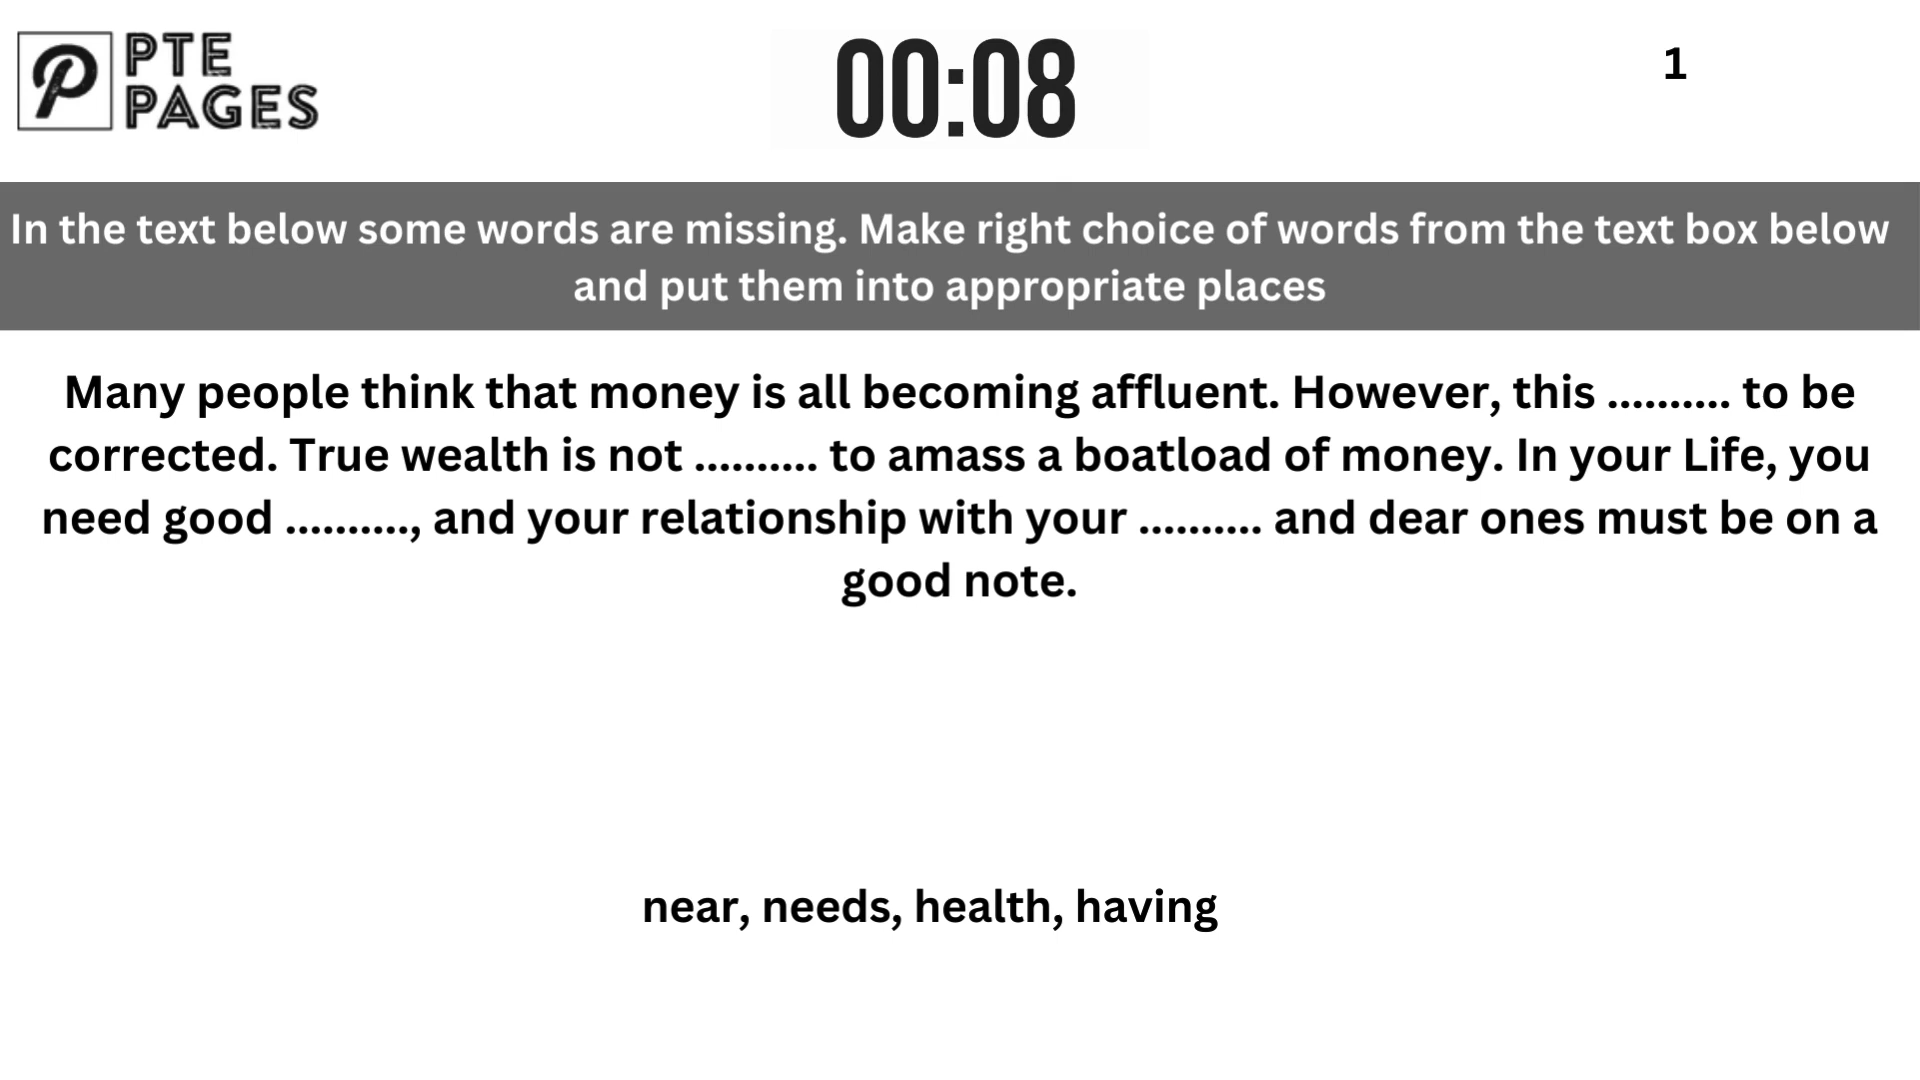 PTE
PAGES
00:08
1
In the text below some words are missing. Make right choice of words from the text box below
and put them into appropriate places
Many people think that money is all becoming affluent. However, this .......... to be
corrected. True wealth is not .......... to amass a boatload of money. In your Life, you
need good .........., and your relationship with your .......... and dear ones must be on a
good note.
near, needs, health, having